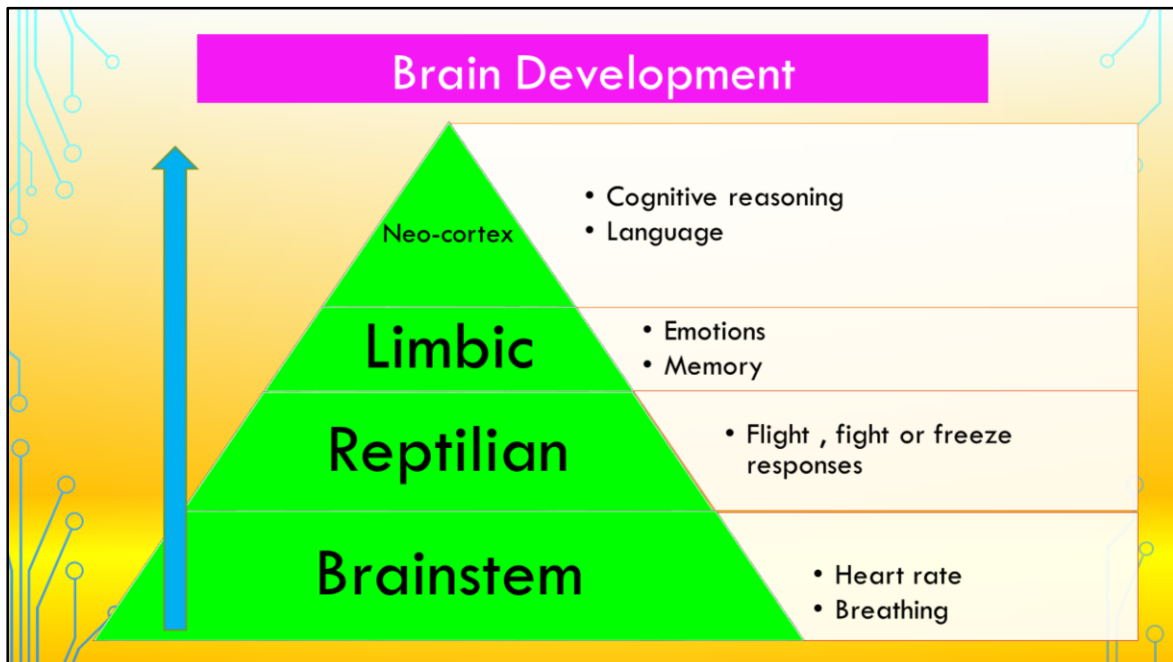 Brain Development
Neo-cortex
• Cognitive reasoning
• Language
Limbic
• Emotions
• Memory
Reptilian
• Flight , fight or freeze
responses
Brainstem
• Heart rate
• Breathing